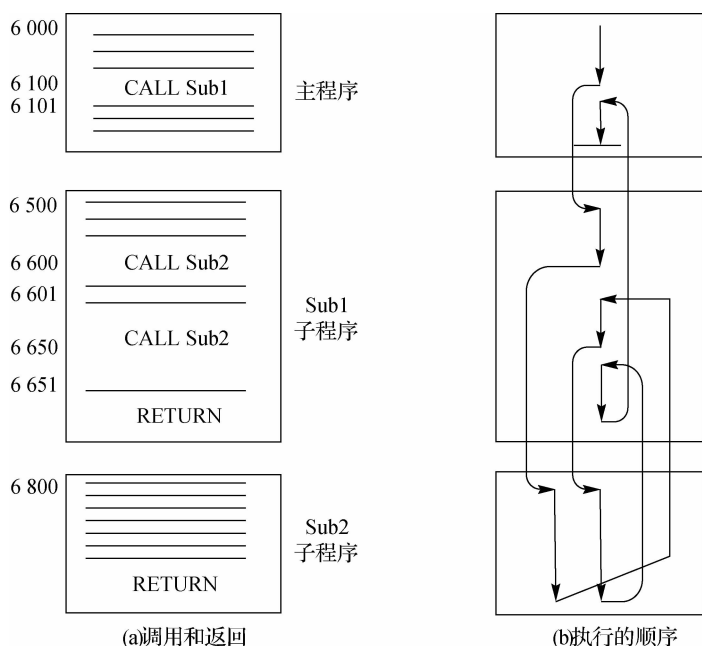 6 000
6 100
6 101
CALL Sub1
主程序
6 500
6 600
6 601
6 650
6 651
CALL Sub2
CALL Sub2
RETURN
Sub1
子程序
6 800
RETURN
Sub2
子程序
(a)调用和返回
(b)执行的顺序